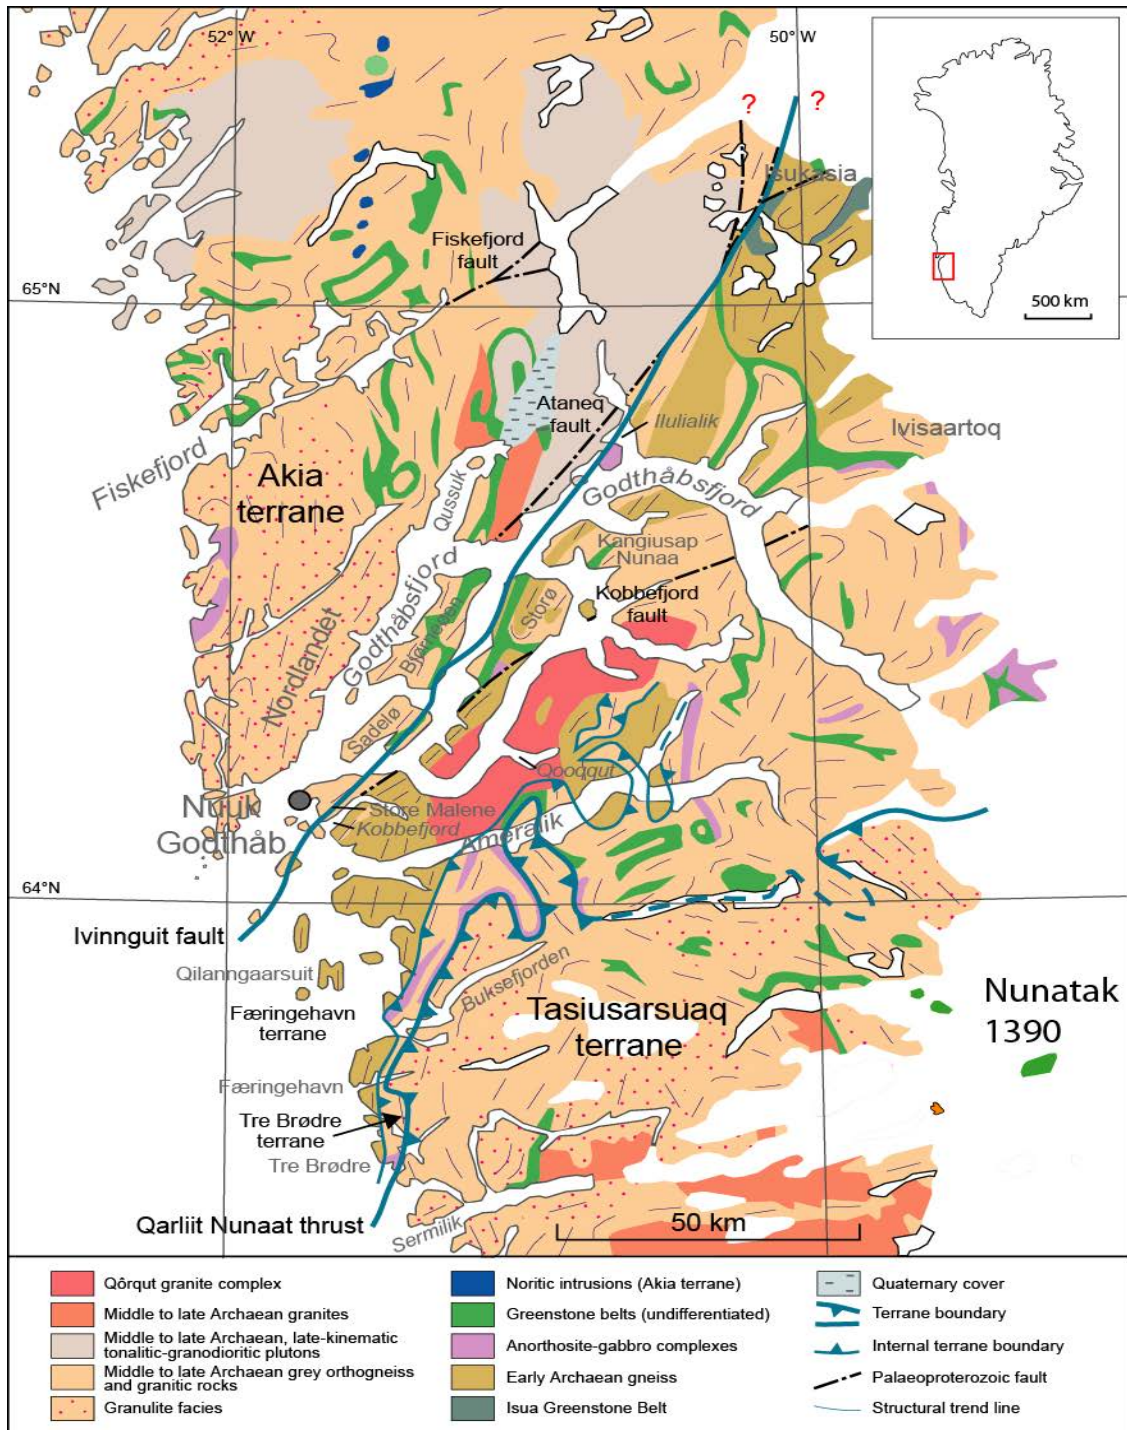 52° W
50° W
?
?
Isukasia
500 km
Fiskefjord
fault
65°N
Ataneq
fault
Ilulialik
Ivisaartoq
Fiskefjord
Akia
terrane
Qussuk
Godthåbsfjord
Godthåbsfjord
Kangiusap
Nunaa
Kobbefjord
fault
Storø
Bjørneøen
Nordlandet
Sadelø
Qooqqut
Nuuk
Godthåb
Store Malene
Kobbefjord
Ameralik
64°N
Ivinnguit fault
Qilanngaarsuit
Buksefjorden
Færingehavn
terrane
Tasiusarsuaq
terrane
Nunatak
1390
Færingehavn
Tre Brødre
terrane
Tre Brødre
Qarliit Nunaat thrust
Sermilik
50 km
Qôrqut granite complex
Middle to late Archaean granites
Middle to late Archaean, late-kinematic
tonalitic-granodioritic plutons
Middle to late Archaean grey orthogneiss
and granitic rocks
Granulite facies
Noritic intrusions (Akia terrane)
Greenstone belts (undifferentiated)
Anorthosite-gabbro complexes
Early Archaean gneiss
Isua Greenstone Belt
Quaternary cover
Terrane boundary
Internal terrane boundary
Palaeoproterozoic fault
Structural trend line